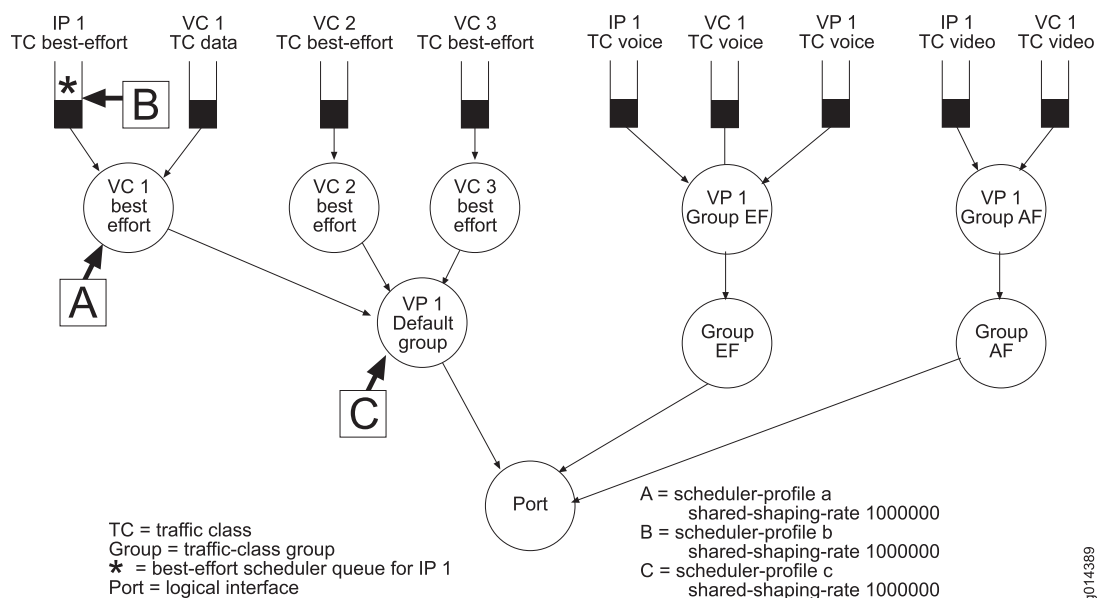 IP 1
TC best-effort
VC 1
TC data
VC 2
TC best-effort
VC 3
TC best-effort
IP 1
TC voice
VC 1
TC voice
VP 1
TC voice
IP 1
TC video
VC 1
TC video
*
B
VC 1
best
effort
VC 2
best
effort
VC 3
best
effort
VP 1
Group EF
VP 1
Group AF
A
VP 1
Default
group
Group
EF
Group
AF
C
Port
TC = traffic class
Group = traffic-class group
* = best-effort scheduler queue for IP 1
Port = logical interface
A = scheduler-profile a
shared-shaping-rate 1000000
B = scheduler-profile b
shared-shaping-rate 1000000
C = scheduler-profile c
shared-shaping-rate 1000000
g014389